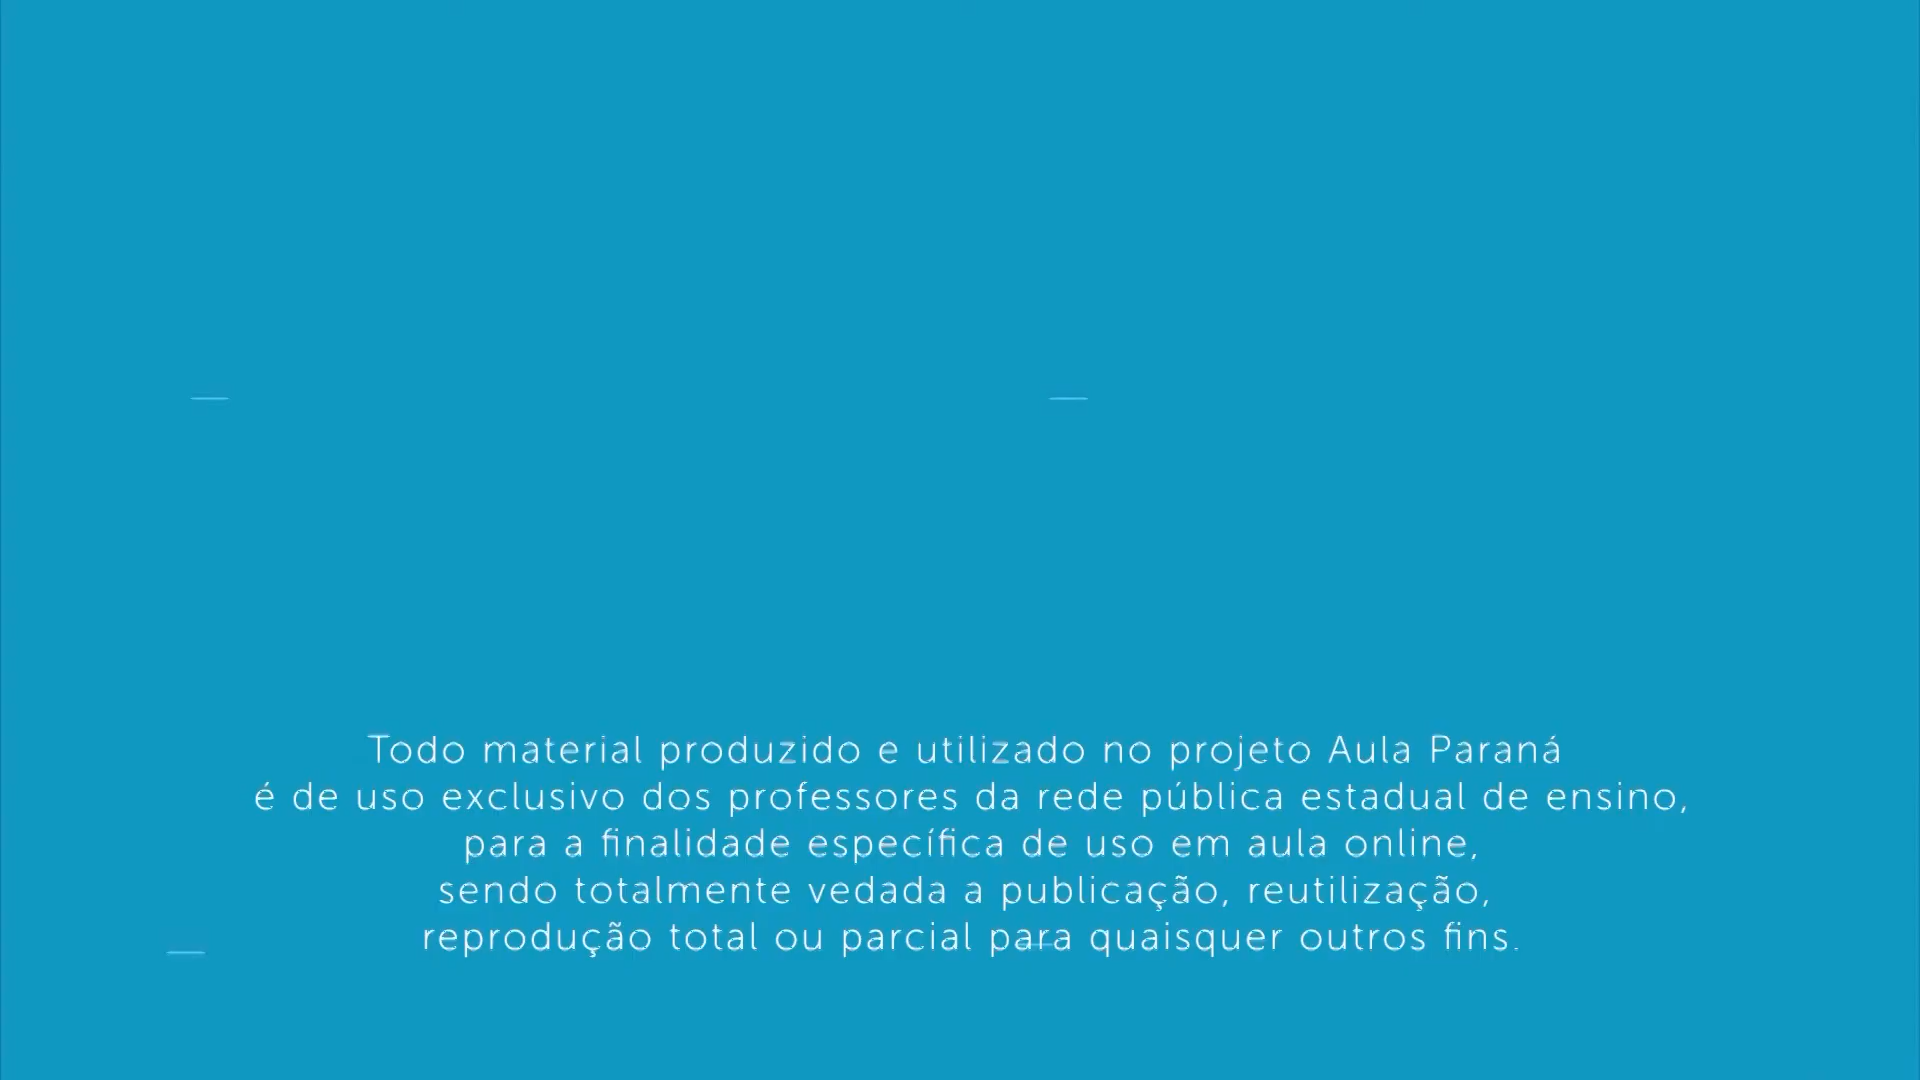 Todo material produzido e utilizado no projeto Aula Paraná
é de uso exclusivo dos professores da rede pública estadual de ensino,
para a finalidade específica de uso em aula online,
sendo totalmente vedada a publicação, reutilização,
reprodução total ou parcial para quaisquer outros fins.